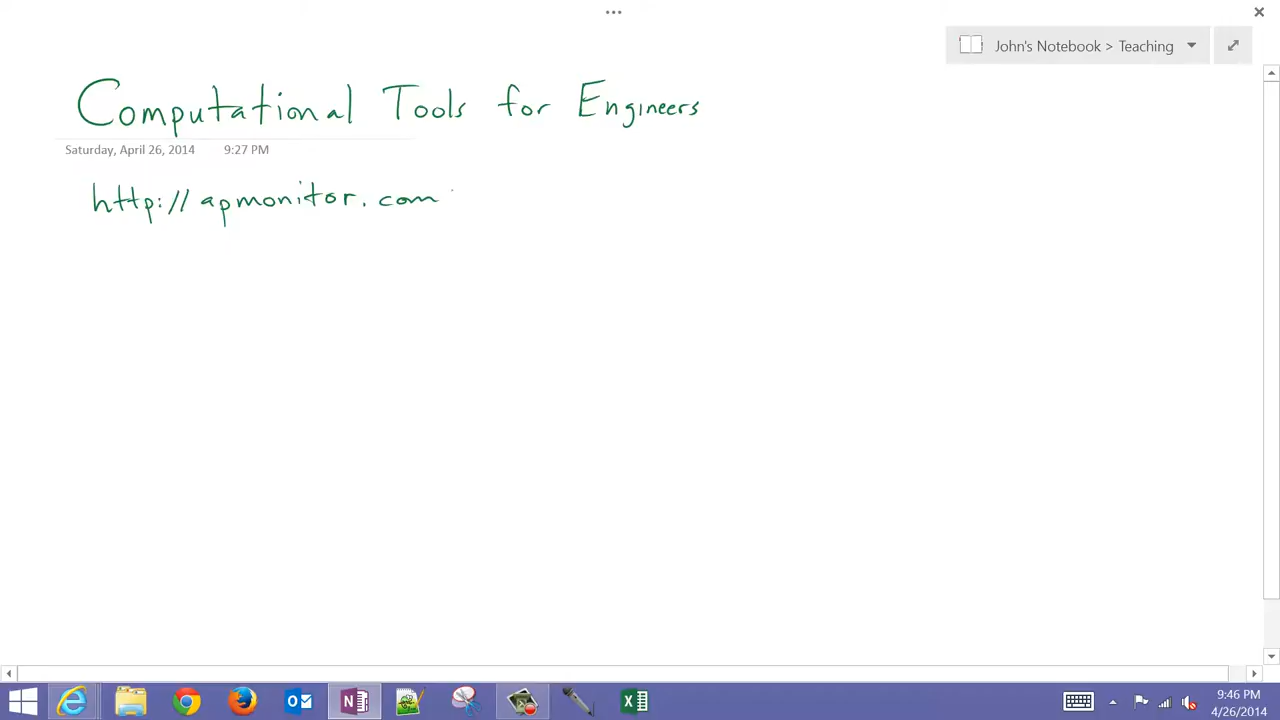 ...
John's Notebook > Teaching
Computational Tools for Engineers
Saturday, April 26, 2014 9:27 PM
http://apmonitor.com
9:46 PM
4/26/2014